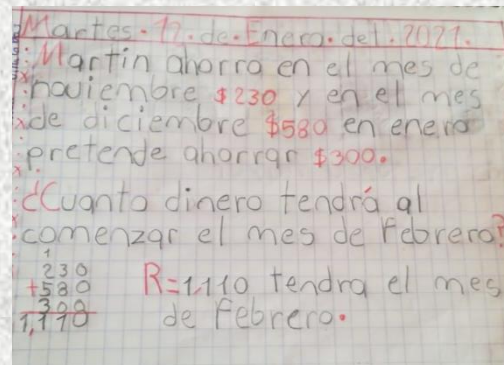 Martes.12.de.Enero.del.2021.
Martin ahorra en el mes de
noviembre $230 y en el mes
de diciembre $580 en enero
pretende ahorrar $300.
¿Cuanto dinero tendrá al
comenzar el mes de Febrero?
1
230
+580
300
1,110
R=1,110 tendra el mes
de Febrero.